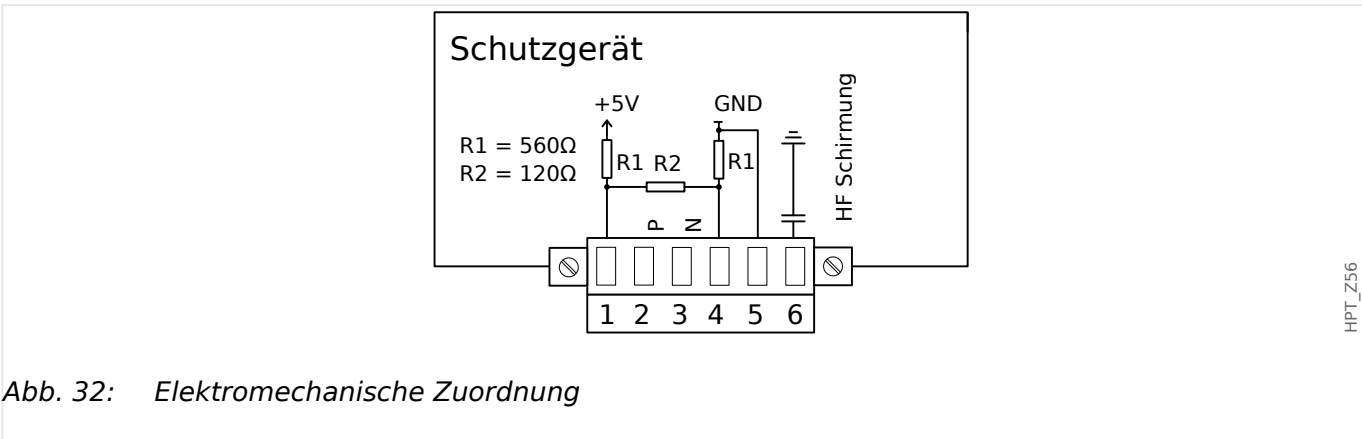 Schutzgerät
+5V
GND
HF Schirmung
R1 = 560Ω
R2 = 120Ω
R1
R2
R1
P
N
1 2 3 4 5 6
HPT_Z56
Abb. 32: Elektromechanische Zuordnung